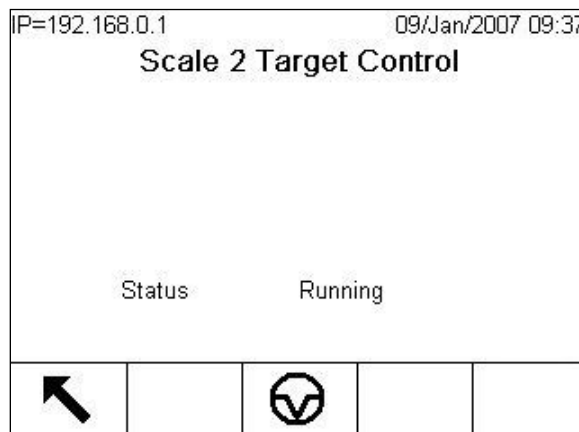 IP=192.168.0.1 09/Jan/2007 09:37
Scale 2 Target Control
Status Running